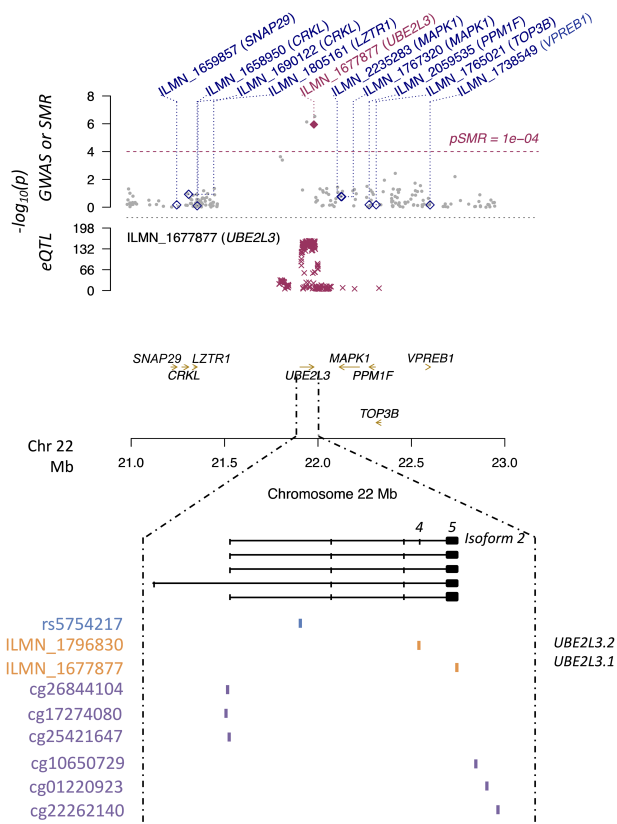 ILMN_1659857 (SNAP29)
ILMN_1658950 (CRKL)
ILMN_1690122 (CRKL)
ILMN_1805161 (LZTR1)
ILMN_1677877 (UBE2L3)
ILMN_2235283 (MAPK1)
ILMN_1767320 (MAPK1)
ILMN_2059535 (PPM1F)
ILMN_1765021 (TOP3B)
ILMN_1738549 (VPREB1)
-log10(p)
GWAS or SMR
8
6
4
2
0
pSMR = 1e−04
eQTL
198
132
66
0
ILMN_1677877 (UBE2L3)
SNAP29 LZTR1 MAPK1 VPREB1
CRKL UBE2L3 PPM1F
TOP3B
Chr 22
Mb
21.0 21.5 22.0 22.5 23.0
Chromosome 22 Mb
4 5
Isoform 2
rs5754217
ILMN_1796830 UBE2L3.2
ILMN_1677877 UBE2L3.1
cg26844104
cg17274080
cg25421647
cg10650729
cg01220923
cg22262140